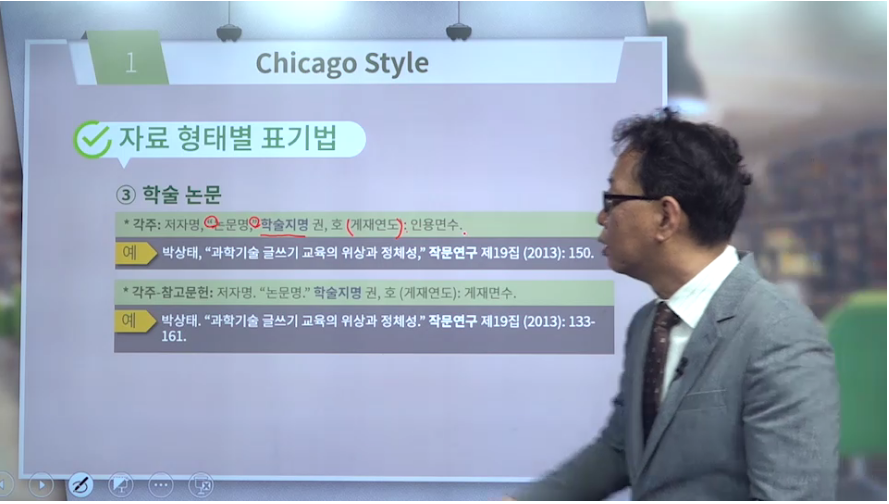 1
Chicago Style
자료 형태별 표기법
③ 학술 논문
* 각주: 저자명, “논문명,” 학술지명 권, 호 (게재연도): 인용면수.
예
박상태, “과학기술 글쓰기 교육의 위상과 정체성,” 작문연구 제19집 (2013): 150.
* 각주-참고문헌: 저자명. “논문명.” 학술지명 권, 호 (게재연도): 게재면수.
예
박상태. “과학기술 글쓰기 교육의 위상과 정체성.” 작문연구 제19집 (2013): 133-
161.